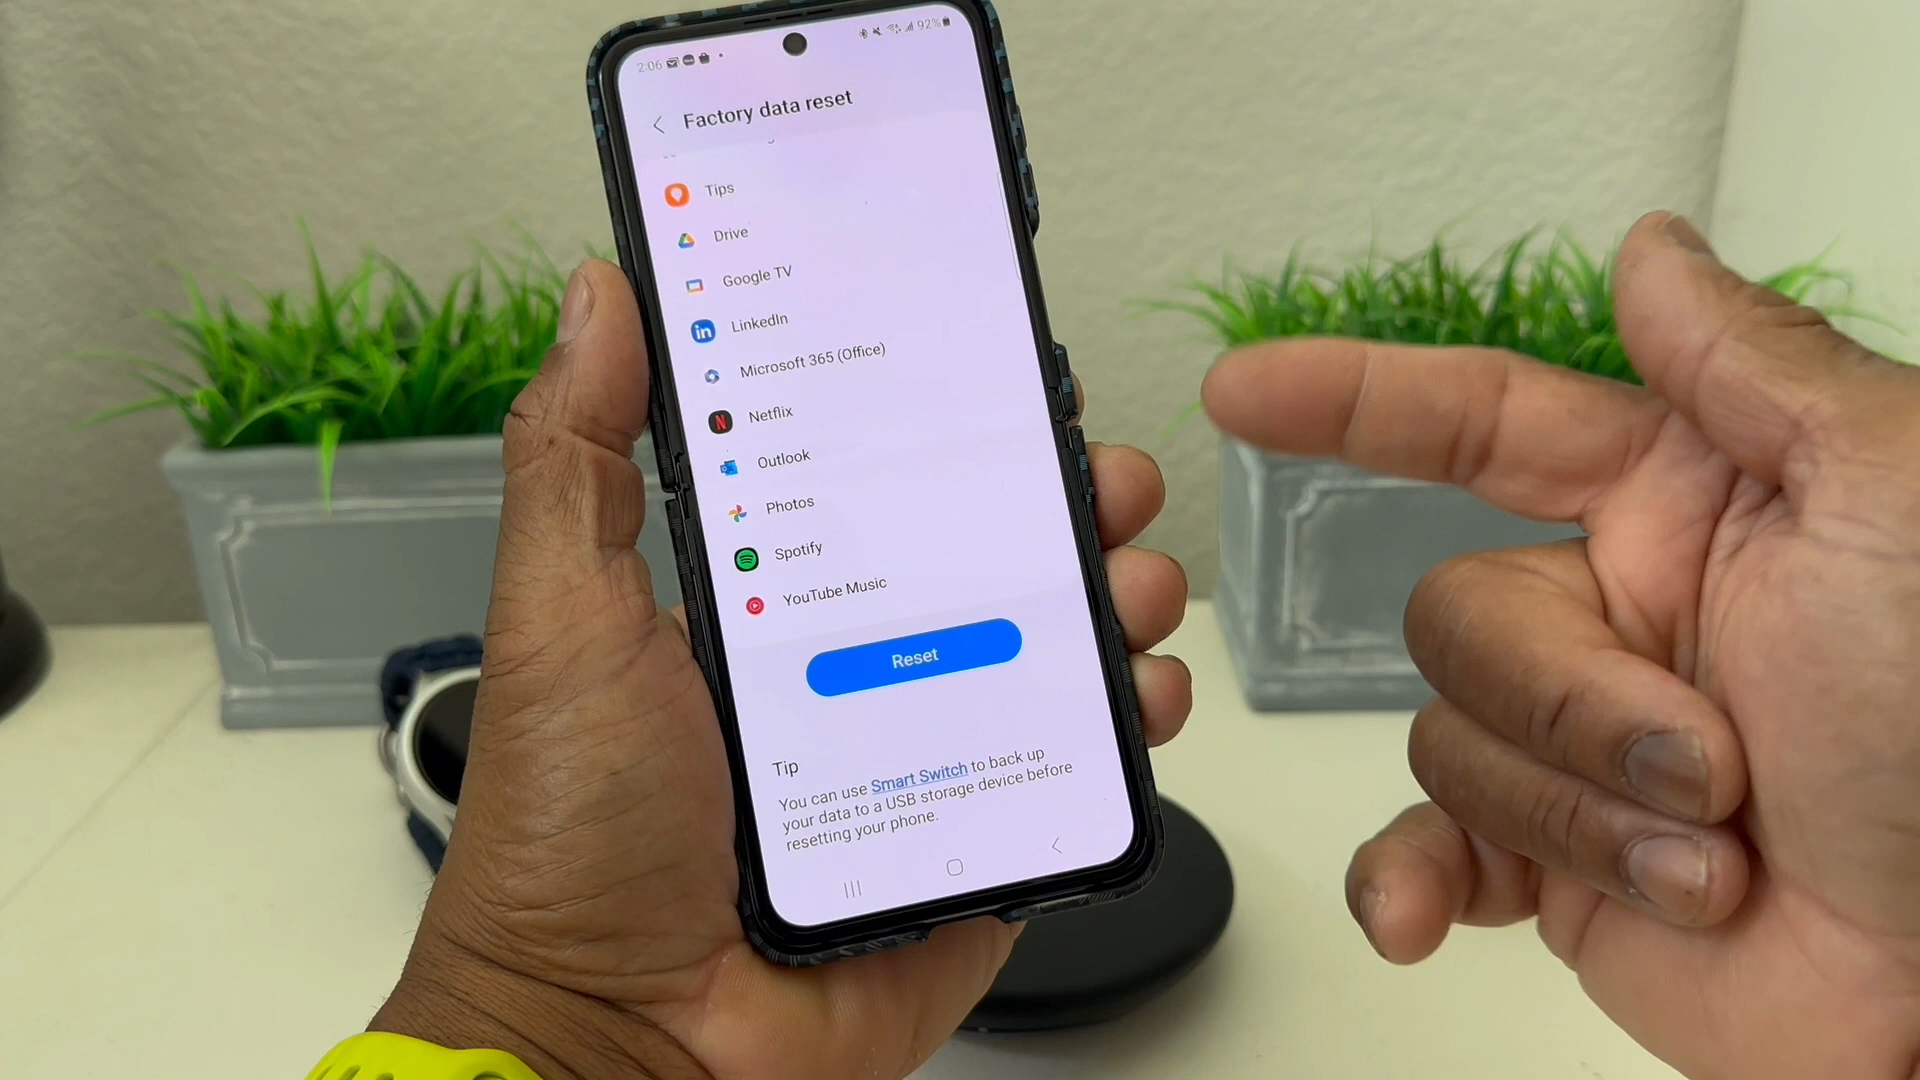 2:06
92%
Factory data reset
Tips
Drive
Google TV
in
LinkedIn
Microsoft 365 (Office)
N
Netflix
Outlook
Photos
Spotify
YouTube Music
Reset
Tip
You can use Smart Switch to back up
your data to a USB storage device before
resetting your phone.